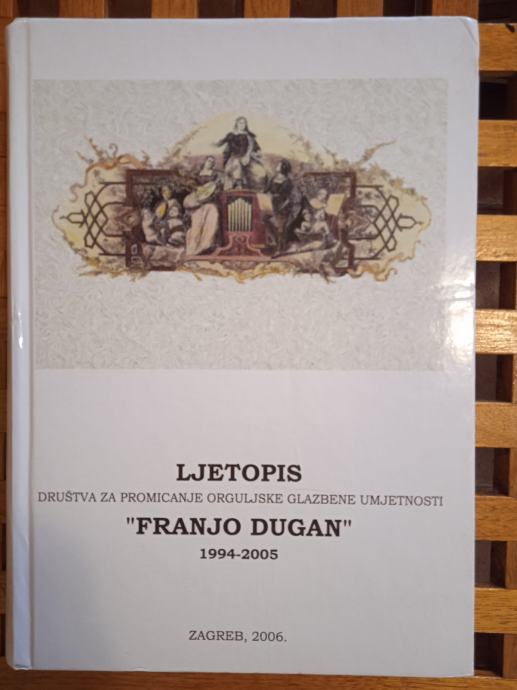 LJETOPIS
DRUŠTVA ZA PROMICANJE ORGULJSKE GLAZBENE UMJETNOSTI
"FRANJO DUGAN"
1994-2005
ZAGREB, 2006.